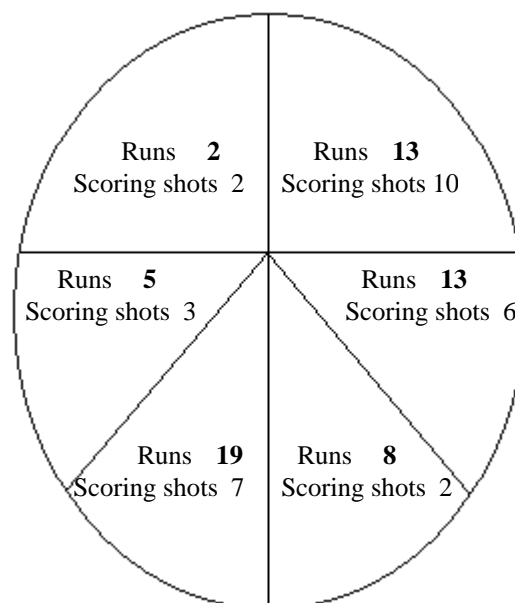 Runs 2
Scoring shots 2
Runs 13
Scoring shots 10
Runs 5
Scoring shots 3
Runs 13
Scoring shots 6
Runs 19
Scoring shots 7
Runs 8
Scoring shots 2